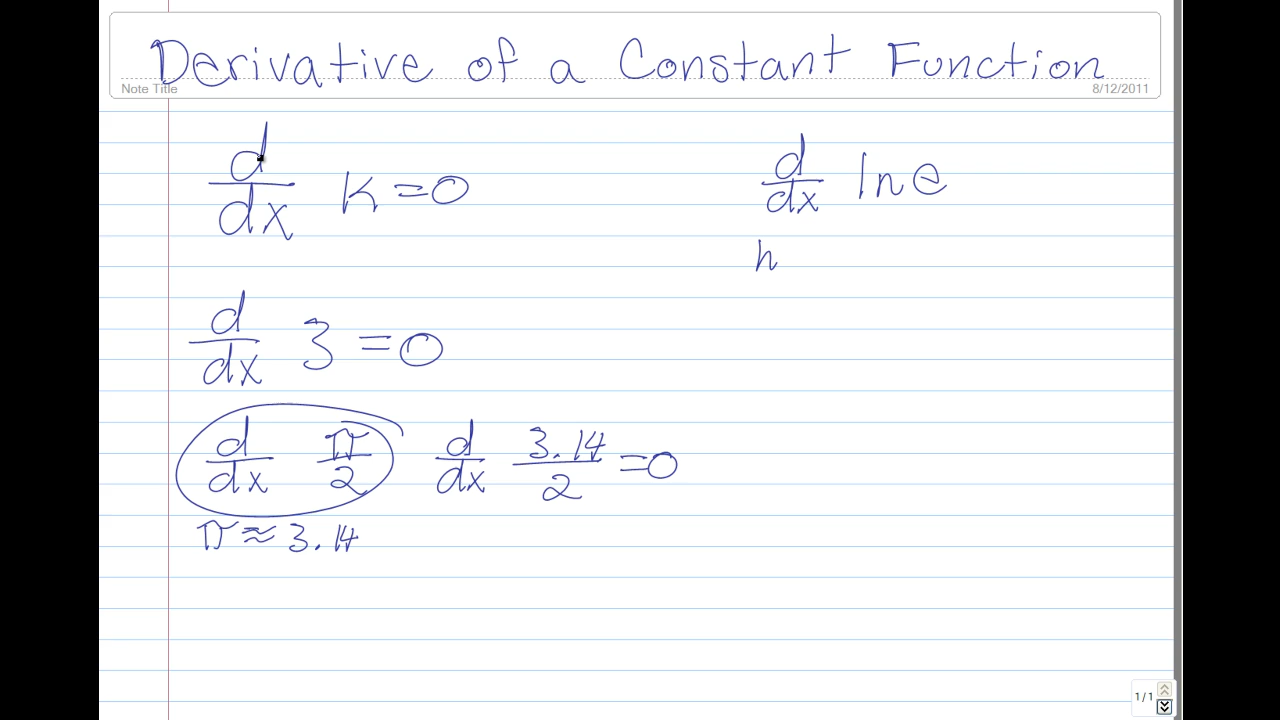 Derivative of a Constant Function
Note Title
8/12/2011
d/dx K = 0
d/dx 3 = 0
d/dx π/2 d/dx 3.14/2 = 0
π ≈ 3.14
d/dx ln e
h
1/1